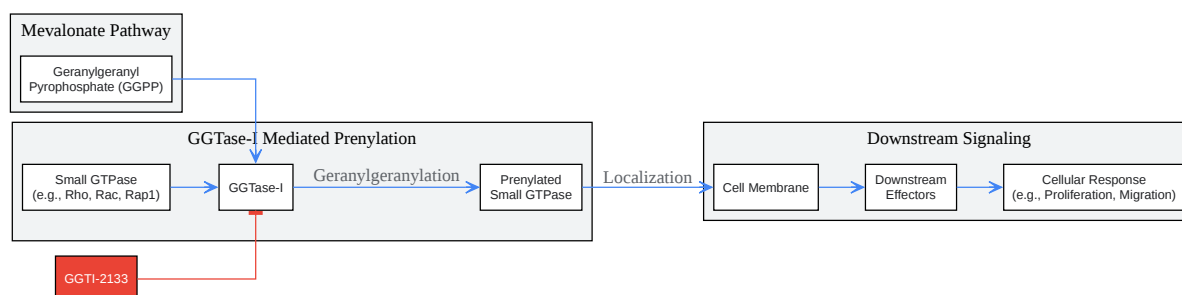 Mevalonate Pathway
Geranylgeranyl
Pyrophosphate (GGPP)
GGTase-I Mediated Prenylation
Small GTPase
(e.g., Rho, Rac, Rap1)
GGTase-I
Geranylgeranylation
Prenylated
Small GTPase
Localization
Downstream Signaling
Cell Membrane
Downstream
Effectors
Cellular Response
(e.g., Proliferation, Migration)
GGTI-2133